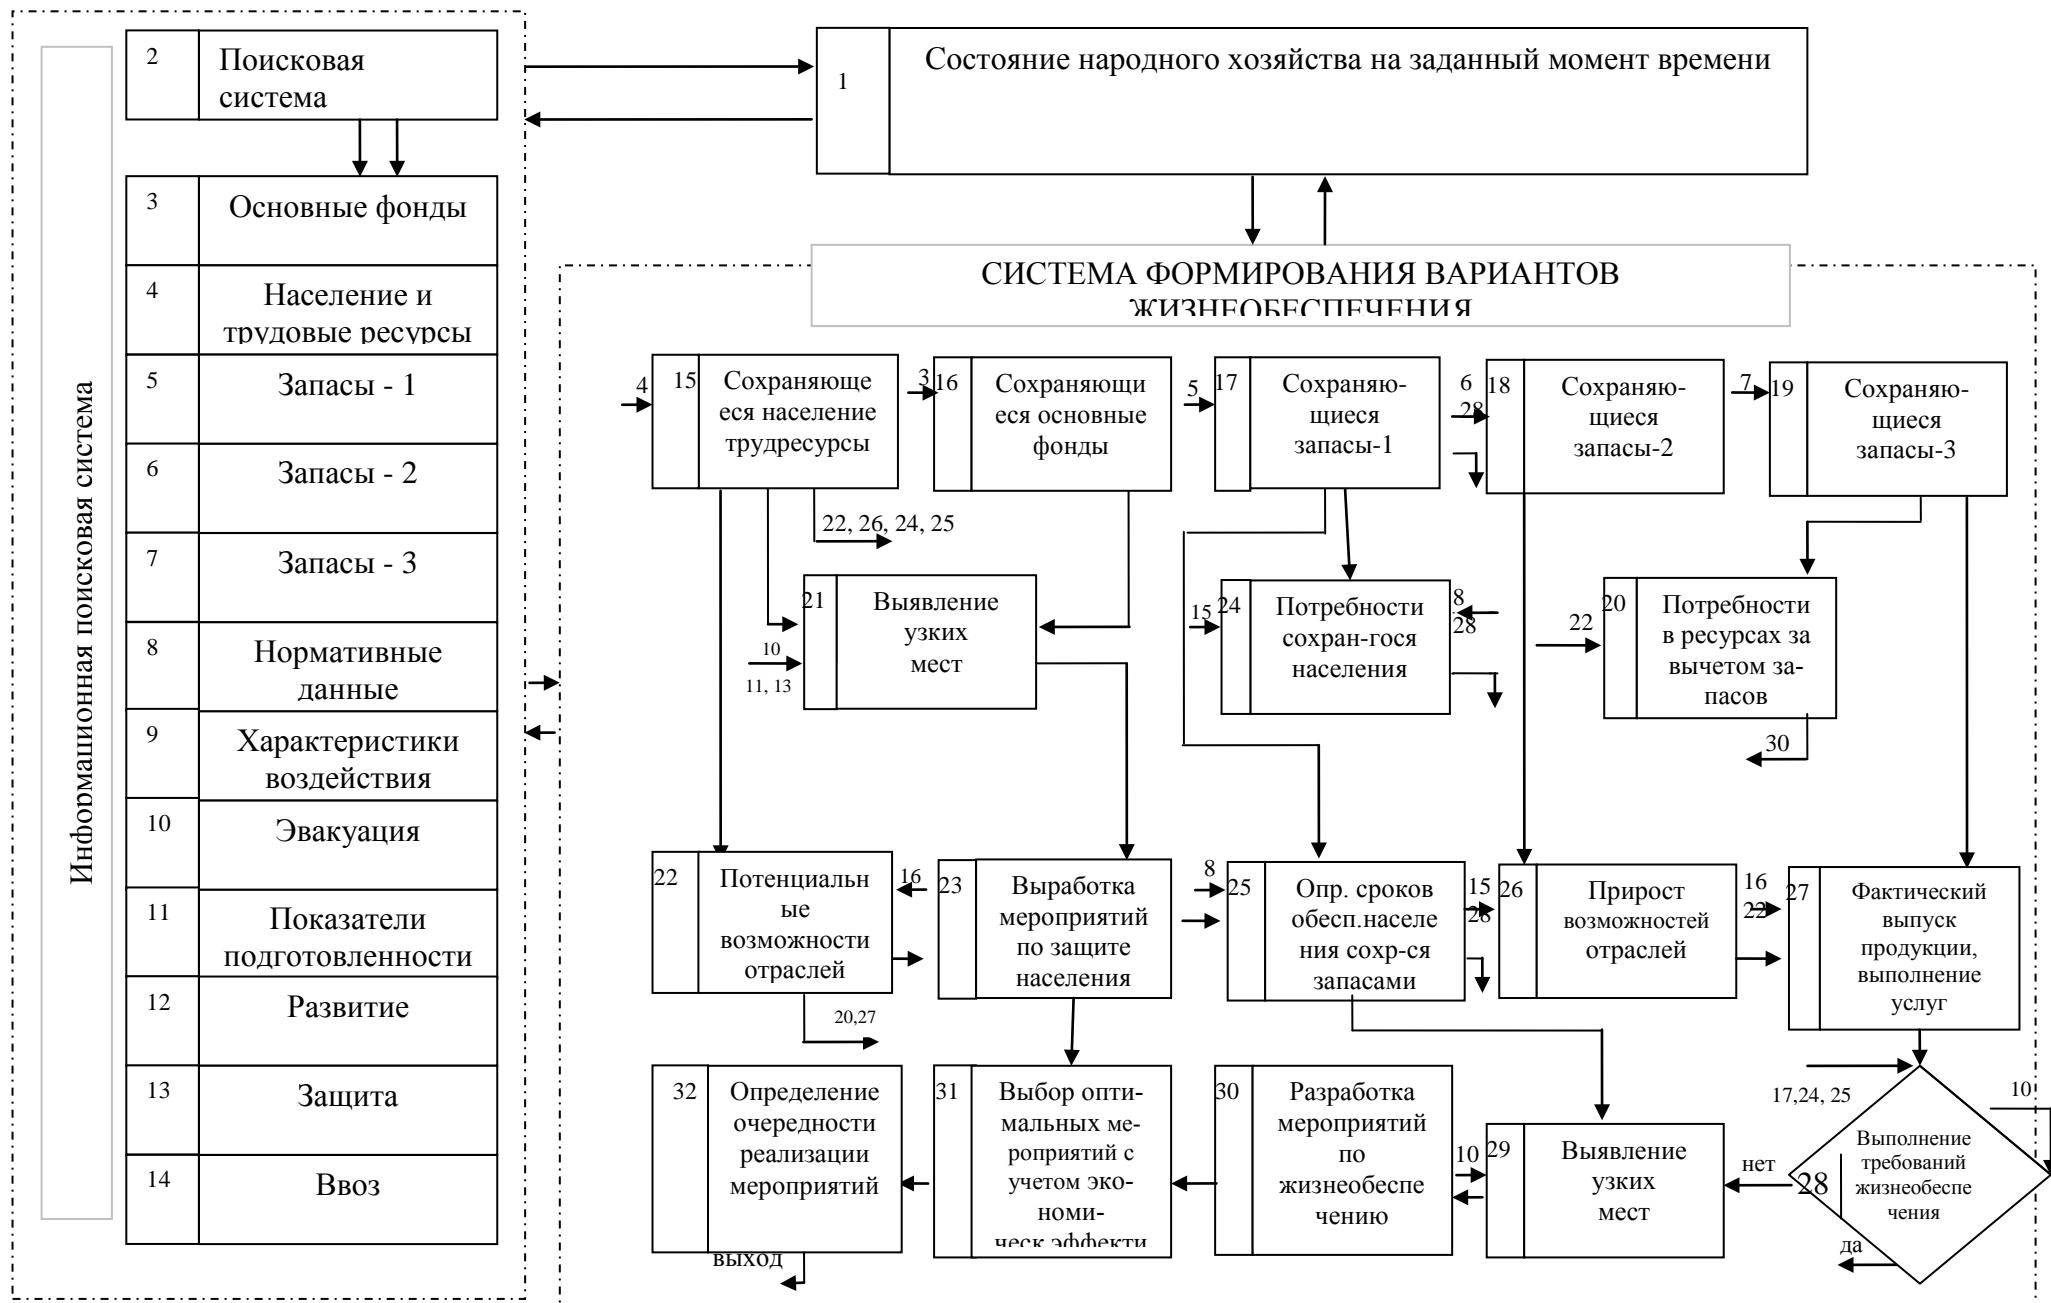 Информационная поисковая система
2
Поисковая
система
1
Состояние народного хозяйства на заданный момент времени
3
Основные фонды
4
Население и
трудовые ресурсы
5
Запасы - 1
6
Запасы - 2
7
Запасы - 3
8
Нормативные
данные
9
Характеристики
воздействия
10
Эвакуация
11
Показатели
подготовленности
12
Развитие
13
Защита
14
Ввоз
СИСТЕМА ФОРМИРОВАНИЯ ВАРИАНТОВ
ЖИЗНЕОБЕСПЕЧЕНИЯ
4
15
Сохраняюще
еся население
трудресурсы
3
16
Сохраняющи
еся основные
фонды
5
17
Сохраняю-
щиеся
запасы-1
6
28
18
Сохраняю-
щиеся
запасы-2
7
19
Сохраняю-
щиеся
запасы-3
22, 26, 24, 25
21
Выявление
узких
мест
10
11, 13
15
24
Потребности
сохран-гося
населения
8
28
22
20
Потребности
в ресурсах за
вычетом за-
пасов
30
22
Потенциальн
ые
возможности
отраслей
16
20,27
23
Выработка
мероприятий
по защите
населения
8
25
Опр. сроков
обесп.населе
ния сохр-ся
запасами
15
28
26
Прирост
возможностей
отраслей
16
22
27
Фактический
выпуск
продукции,
выполнение
услуг
32
Определение
очередности
реализации
мероприятий
выход
31
Выбор опти-
мальных ме-
роприятий с
учетом эко-
номи-
ческ эффекти
30
Разработка
мероприятий
по
жизнеобеспе
чению
10
29
Выявление
узких
мест
нет
17,24, 25
10
28
Выполнение
требований
жизнеобеспе
чения
да